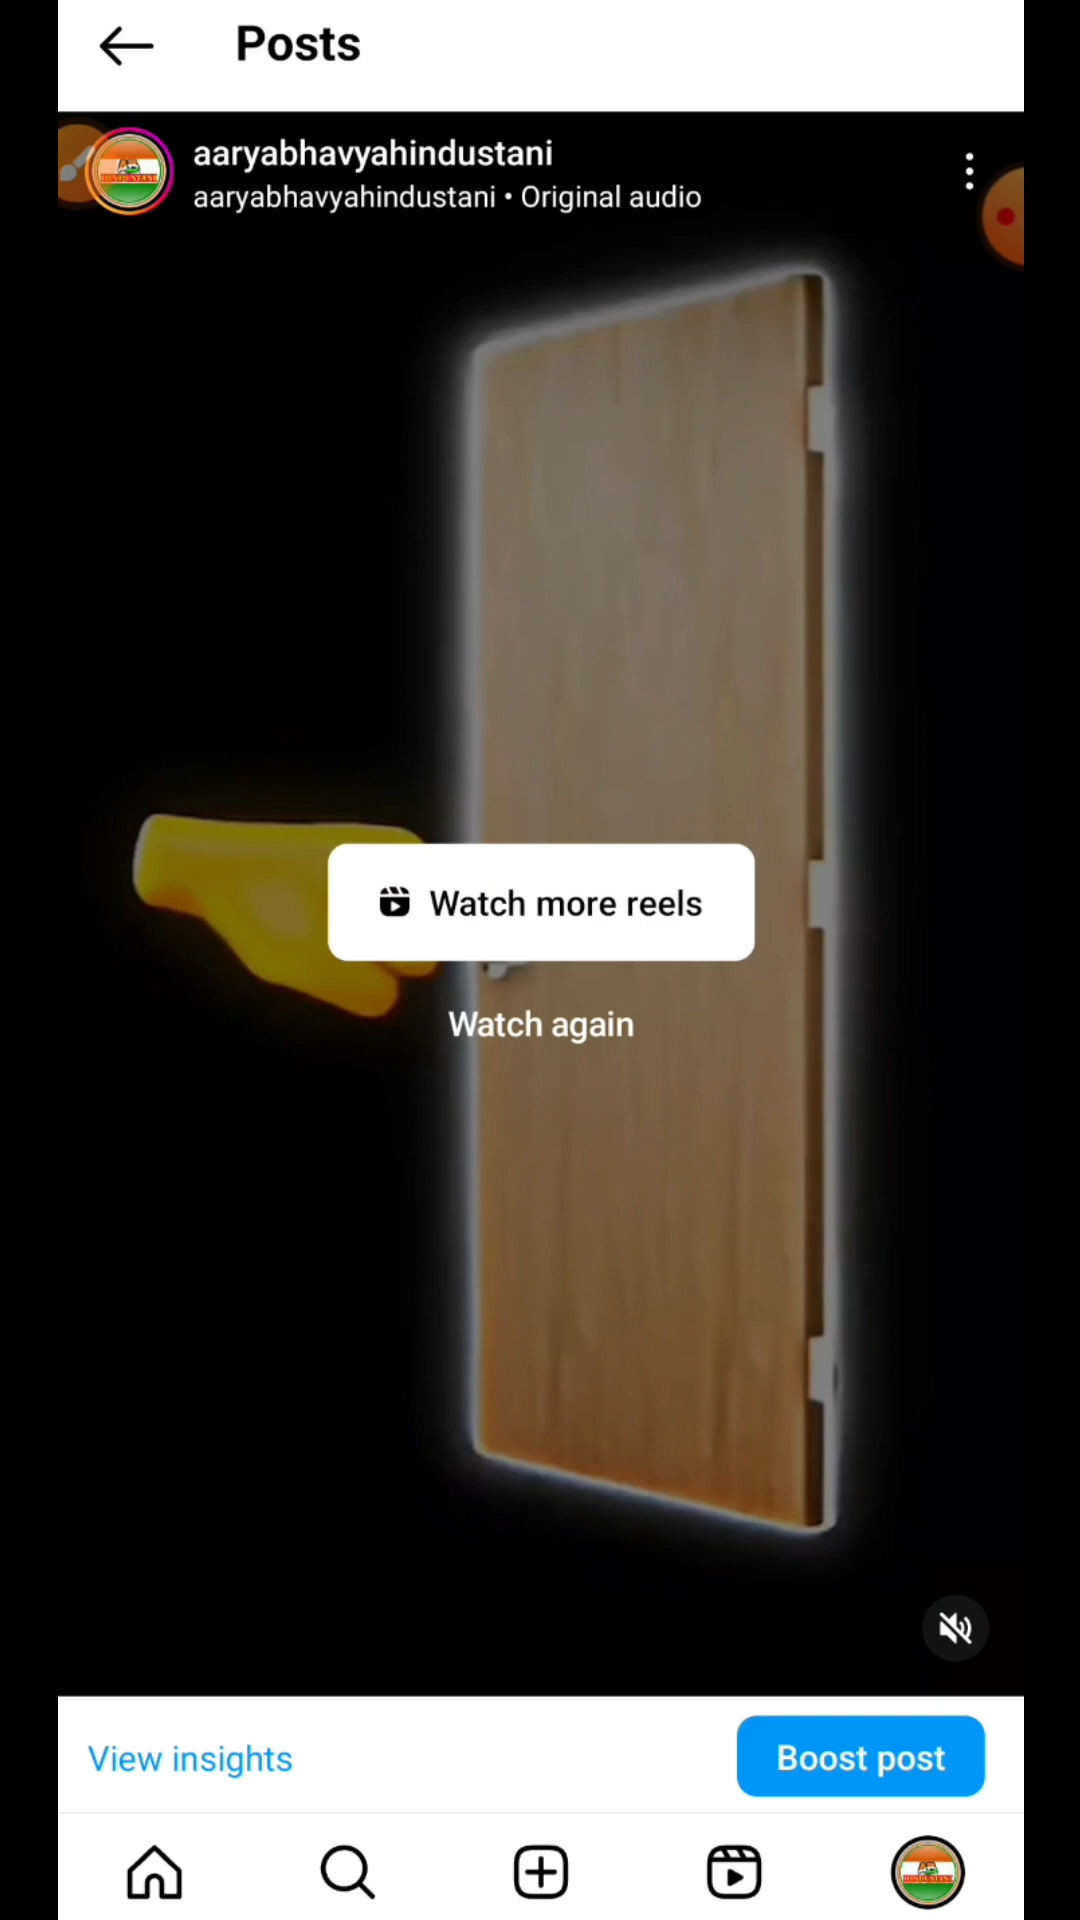 Posts
aaryabhavyahindustani
aaryabhavyahindustani • Original audio
Watch more reels
Watch again
View insights
Boost post